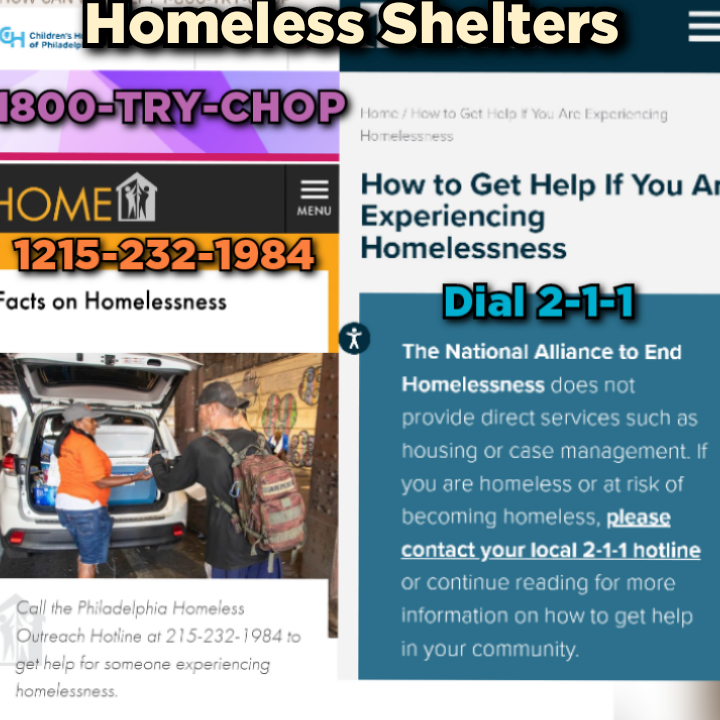 Homeless Shelters
Children's H
of Philadelp
1800-TRY-CHOP
HOME
MENU
1215-232-1984
Facts on Homelessness
Call the Philadelphia Homeless
Outreach Hotline at 215-232-1984 to
get help for someone experiencing
homelessness.
Home / How to Get Help If You Are Experiencing
Homelessness
How to Get Help If You Ar
Experiencing
Homelessness
Dial 2-1-1
The National Alliance to End
Homelessness does not
provide direct services such as
housing or case management. If
you are homeless or at risk of
becoming homeless, please
contact your local 2-1-1 hotline
or continue reading for more
information on how to get help
in your community.